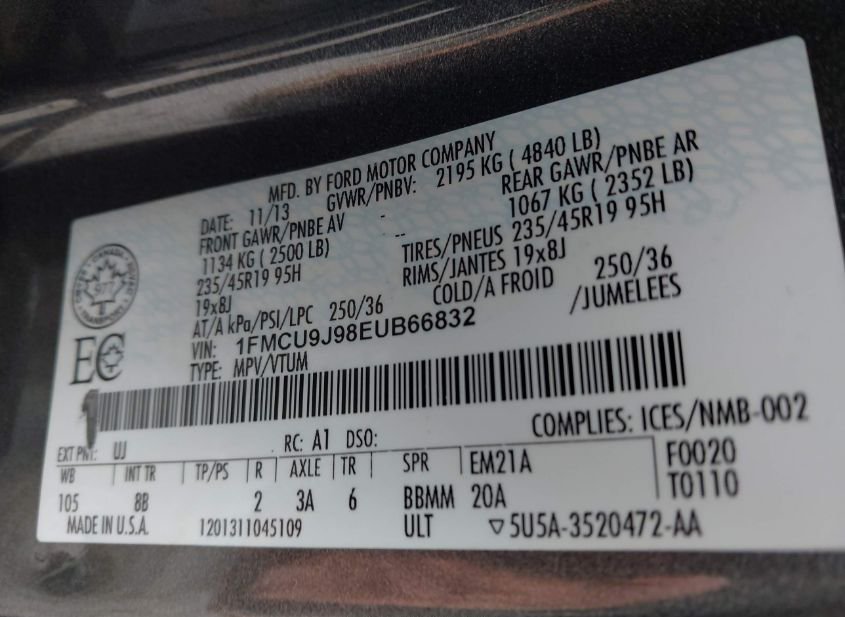 MFD. BY FORD MOTOR COMPANY
DATE: 11/13 GVWR/PNBV: 2195 KG ( 4840 LB)
FRONT GAWR/PNBE AV - REAR GAWR/PNBE AR
1134 KG ( 2500 LB) -- 1067 KG ( 2352 LB)
235/45R19 95H TIRES/PNEUS 235/45R19 95H
19x8J RIMS/JANTES 19x8J
AT/A kPa/PSI/LPC 250/36 COLD/A FROID 250/36
VIN: 1FMCU9J98EUB66832 /JUMELEES
TYPE: MPV/VTUM
CANADA
TRANSPORT
977
EC
COMPLIES: ICES/NMB-002
EXT PNT: UJ RC: A1 DSO:
WB INT TR TP/PS R AXLE TR SPR EM21A F0020
105 8B 2 3A 6 BBMM 20A T0110
MADE IN U.S.A. 1201311045109 ULT 5U5A-3520472-AA